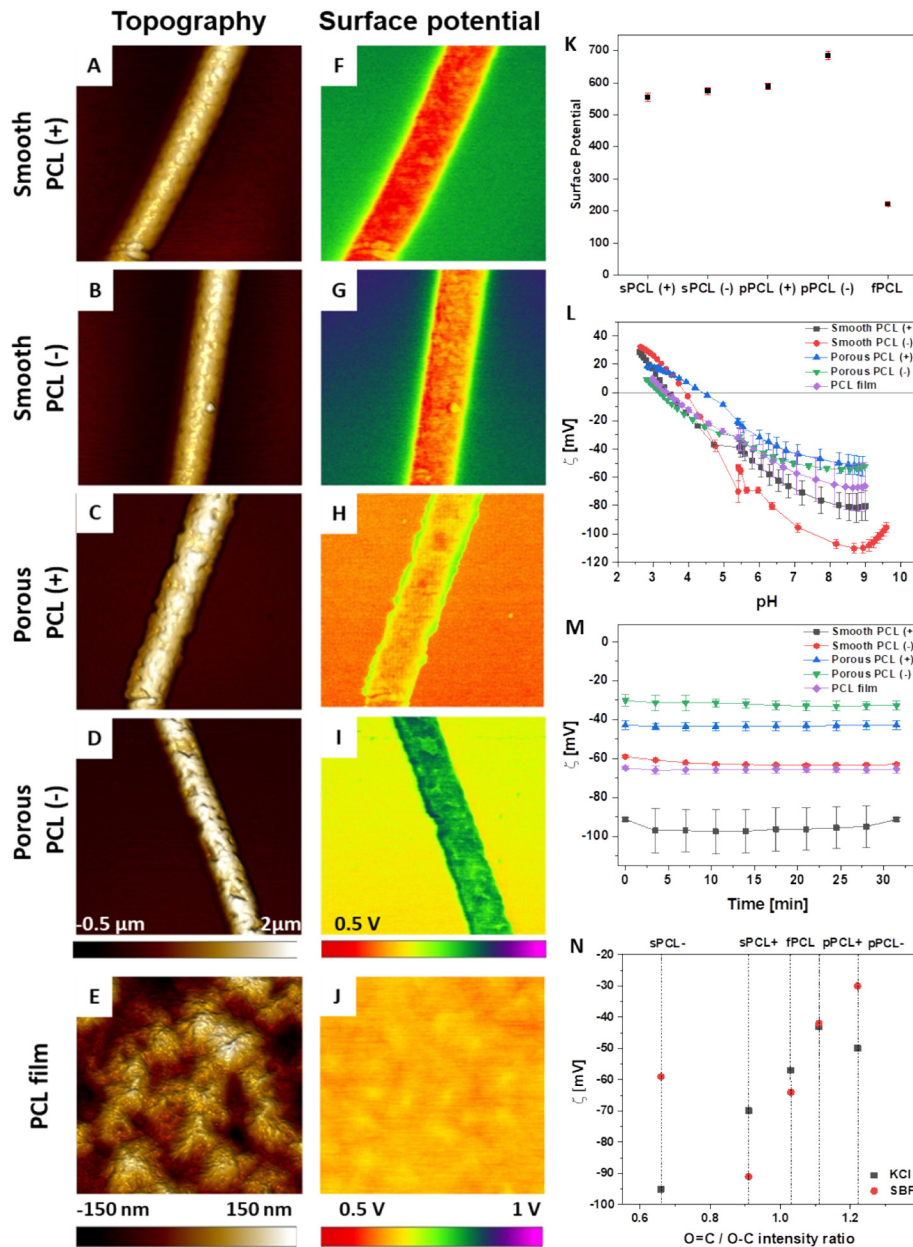 Topography
Surface potential
Smooth
PCL (+)
A
F
Smooth
PCL (-)
B
G
Porous
PCL (+)
C
H
Porous
PCL (-)
D
I
-0.5 µm
2µm
0.5 V
PCL film
E
J
-150 nm
150 nm
0.5 V
1 V
K
Surface Potential
700
600
500
400
300
200
100
0
sPCL (+)
sPCL (-)
pPCL (+)
pPCL (-)
fPCL
L
Smooth PCL (+)
Smooth PCL (-)
Porous PCL (+)
Porous PCL (-)
PCL film
ζ [mV]
40
20
0
-20
-40
-60
-80
-100
-120
2
3
4
5
6
7
8
9
10
pH
M
Smooth PCL (+)
Smooth PCL (-)
Porous PCL (+)
Porous PCL (-)
PCL film
ζ [mV]
0
-20
-40
-60
-80
-100
0
5
10
15
20
25
30
Time [min]
N
sPCL-
sPCL+
fPCL
pPCL+
pPCL-
ζ [mV]
-20
-30
-40
-50
-60
-70
-80
-90
-100
KCl
SBF
0.6
0.8
1.0
1.2
O=C / O-C intensity ratio